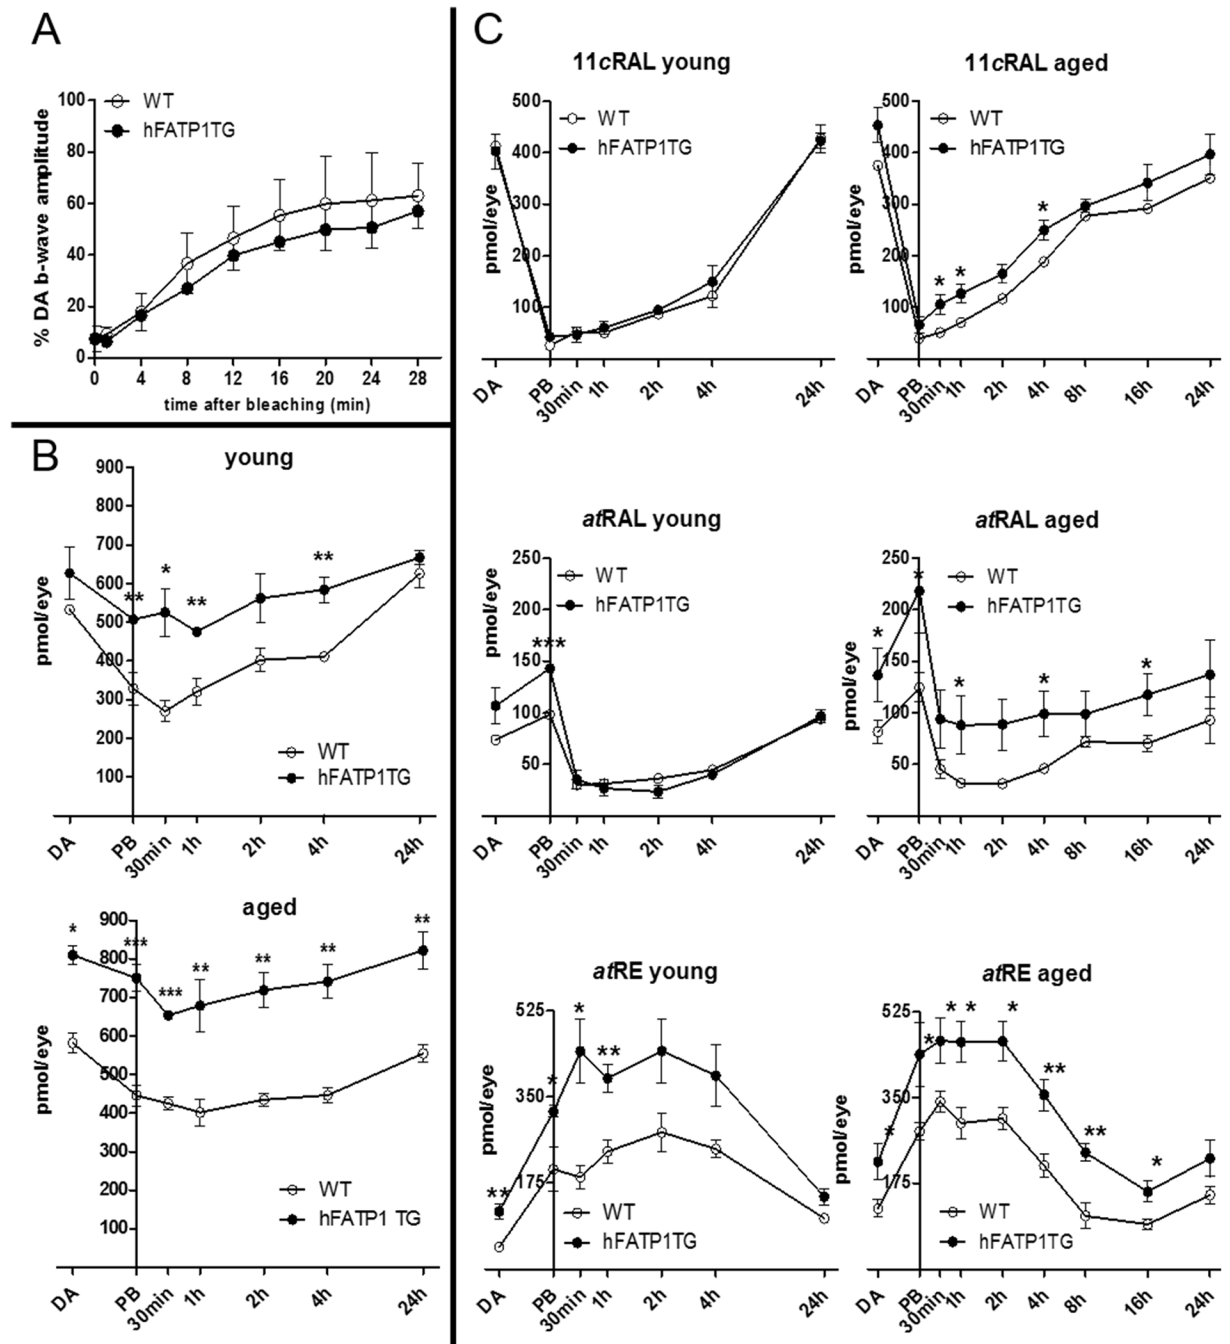 A
WT
hFATP1TG
% DA b-wave amplitude
100
80
60
40
20
0
0 4 8 12 16 20 24 28
time after bleaching (min)
B
young
pmol/eye
900
800
700
600
500
400
300
200
100
** * ** **
WT
hFATP1TG
DA PB 30min 1h 2h 4h 24h
aged
pmol/eye
900
800
700
600
500
400
300
200
100
* *** *** ** ** ** **
WT
hFATP1 TG
DA PB 30min 1h 2h 4h 24h
C
11cRAL young
WT
hFATP1TG
pmol/eye
500
400
300
200
100
DA PB 30min 1h 2h 4h 24h
11cRAL aged
WT
hFATP1TG
pmol/eye
500
400
300
200
100
* * *
DA PB 30min 1h 2h 4h 8h 16h 24h
atRAL young
WT
hFATP1TG
pmol/eye
250
200
150
100
50
***
DA PB 30min 1h 2h 4h 24h
atRAL aged
WT
hFATP1TG
pmol/eye
250
200
150
100
50
* * * * *
DA PB 30min 1h 2h 4h 8h 16h 24h
atRE young
pmol/eye
525
350
175
** * * **
WT
hFATP1TG
DA PB 30min 1h 2h 4h 24h
atRE aged
pmol/eye
525
350
175
* * * * * ** ** *
WT
hFATP1TG
DA PB 30min 1h 2h 4h 8h 16h 24h